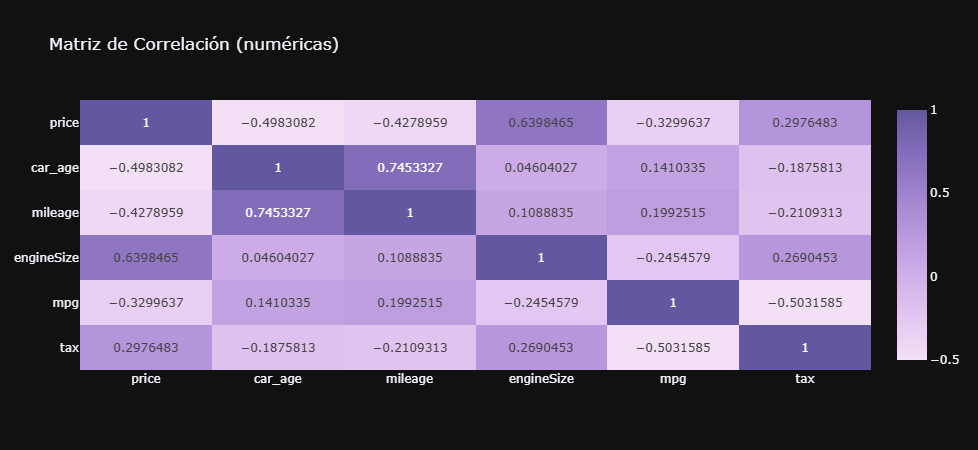 Matriz de Correlación (numéricas)
price 1 −0.4983082 −0.4278959 0.6398465 −0.3299637 0.2976483
car_age −0.4983082 1 0.7453327 0.04604027 0.1410335 −0.1875813
mileage −0.4278959 0.7453327 1 0.1088835 0.1992515 −0.2109313
engineSize 0.6398465 0.04604027 0.1088835 1 −0.2454579 0.2690453
mpg −0.3299637 0.1410335 0.1992515 −0.2454579 1 −0.5031585
tax 0.2976483 −0.1875813 −0.2109313 0.2690453 −0.5031585 1
price car_age mileage engineSize mpg tax
1
0.5
0
−0.5